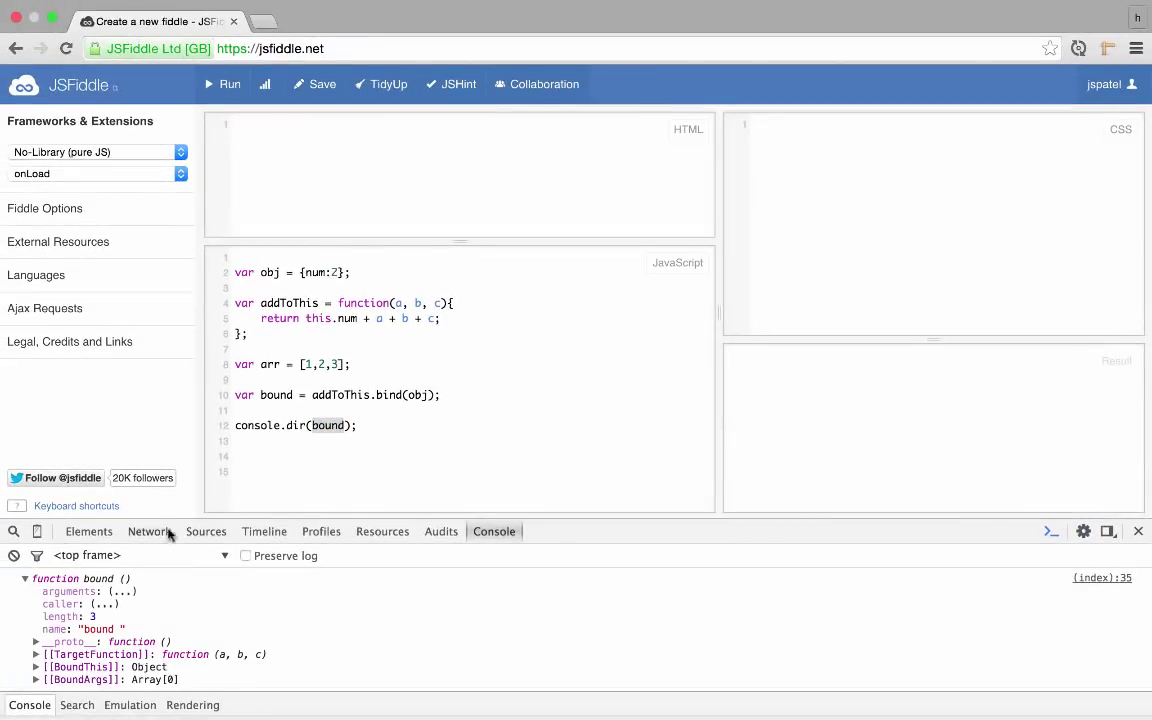 Create a new fiddle - JSFi
h
JSFiddle Ltd [GB] https://jsfiddle.net
JSFiddle
Run
Save
TidyUp
JSHint
Collaboration
jspatel
Frameworks & Extensions
No-Library (pure JS)
onLoad
Fiddle Options
External Resources
Languages
Ajax Requests
Legal, Credits and Links
Follow @jsfiddle
20K followers
?
Keyboard shortcuts
1
HTML
1
CSS
1
JavaScript
2 var obj = {num:2};
3
4 var addToThis = function(a, b, c){
5 return this.num + a + b + c;
6 };
7
8 var arr = [1,2,3];
9
10 var bound = addToThis.bind(obj);
11
12 console.dir(bound);
13
14
15
Result
Elements Network Sources Timeline Profiles Resources Audits Console
<top frame> Preserve log
function bound () (index):35
arguments: (...)
caller: (...)
length: 3
name: "bound "
__proto__: function ()
[[TargetFunction]]: function (a, b, c)
[[BoundThis]]: Object
[[BoundArgs]]: Array[0]
Console Search Emulation Rendering